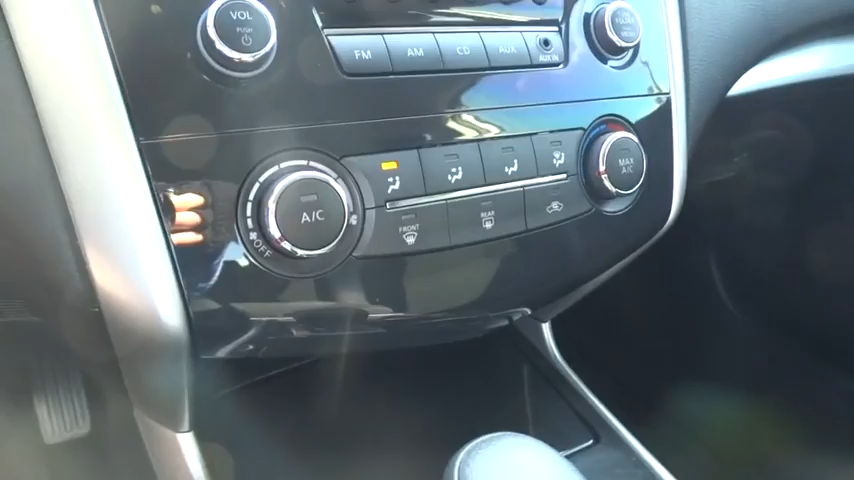 VOL
PUSH
FM
AM
CD
AUX
AUX IN
A/C
OFF
MAX
A/C
FRONT
REAR